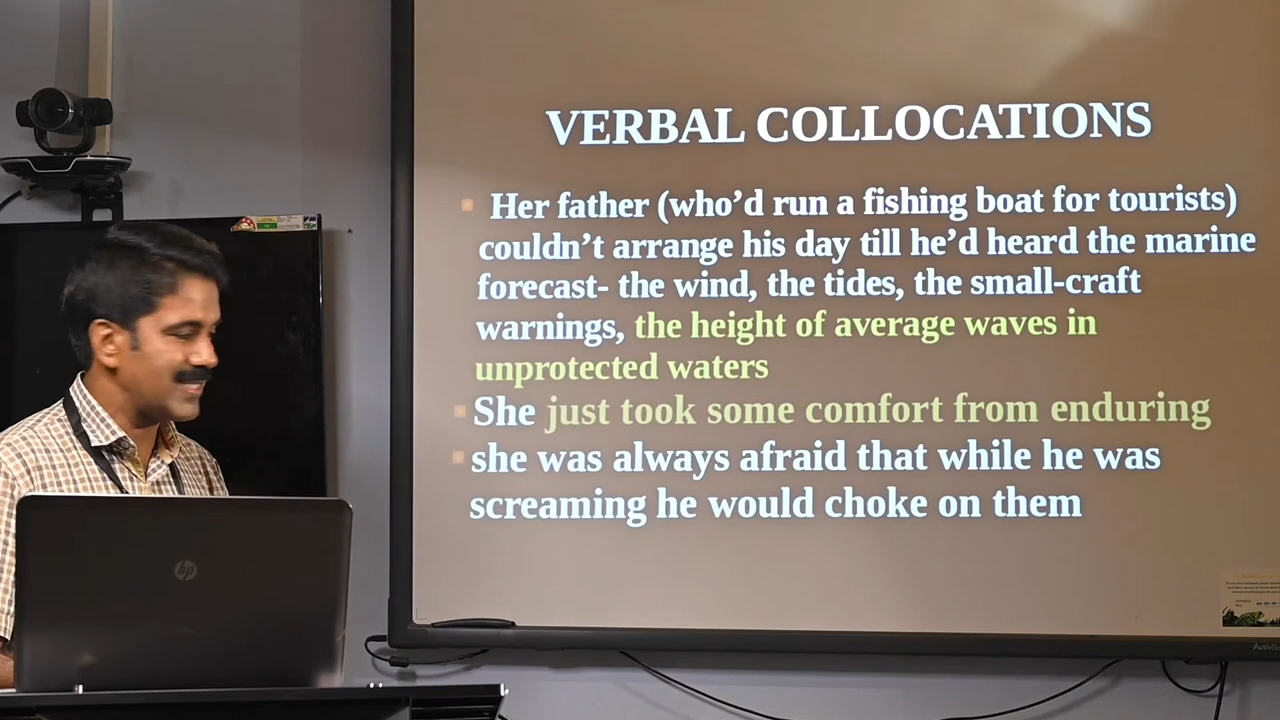 VERBAL COLLOCATIONS
Her father (who’d run a fishing boat for tourists)
couldn’t arrange his day till he’d heard the marine
forecast- the wind, the tides, the small-craft
warnings, the height of average waves in
unprotected waters
She just took some comfort from enduring
she was always afraid that while he was
screaming he would choke on them
hp